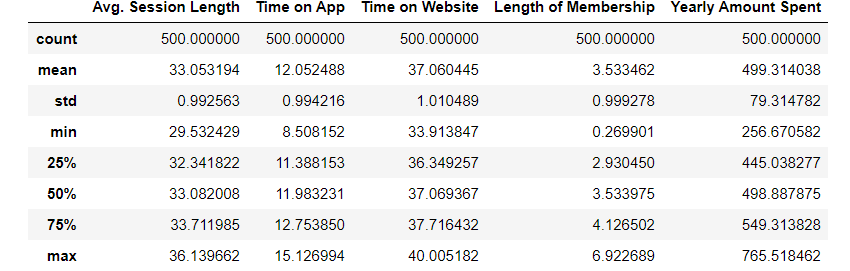 Avg. Session Length Time on App Time on Website Length of Membership Yearly Amount Spent
count 500.000000 500.000000 500.000000 500.000000 500.000000
mean 33.053194 12.052488 37.060445 3.533462 499.314038
std 0.992563 0.994216 1.010489 0.999278 79.314782
min 29.532429 8.508152 33.913847 0.269901 256.670582
25% 32.341822 11.388153 36.349257 2.930450 445.038277
50% 33.082008 11.983231 37.069367 3.533975 498.887875
75% 33.711985 12.753850 37.716432 4.126502 549.313828
max 36.139662 15.126994 40.005182 6.922689 765.518462